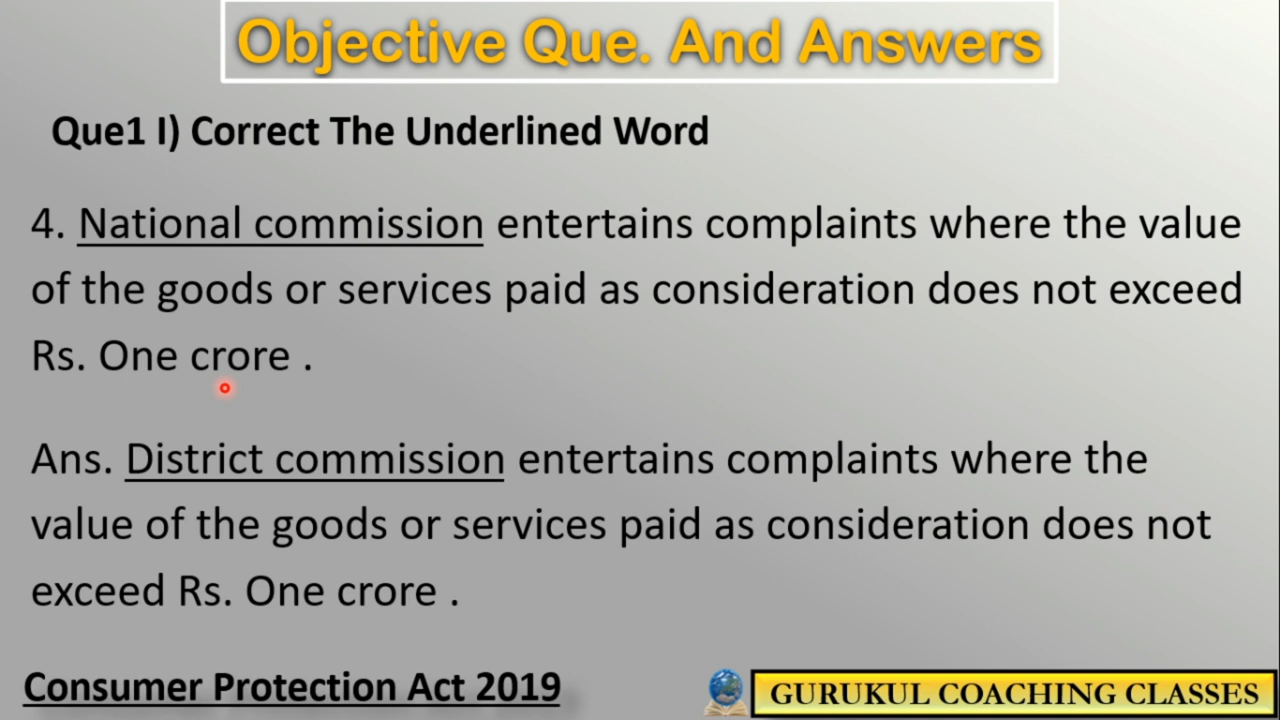 Objective Que. And Answers
Que1 I) Correct The Underlined Word
4. National commission entertains complaints where the value
of the goods or services paid as consideration does not exceed
Rs. One crore .
Ans. District commission entertains complaints where the
value of the goods or services paid as consideration does not
exceed Rs. One crore .
Consumer Protection Act 2019
GURUKUL COACHING CLASSES